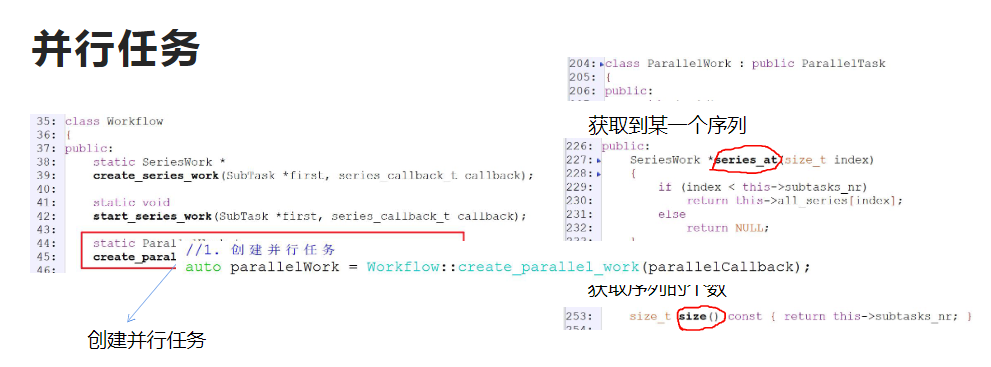 并行任务
35: class Workflow
36: {
37: public:
38: static SeriesWork *
39: create_series_work(SubTask *first, series_callback_t callback);
40:
41: static void
42: start_series_work(SubTask *first, series_callback_t callback);
43:
44: static
45: create_paral
46:
//1. 创建并行任务
auto parallelWork = Workflow::create_parallel_work(parallelCallback);
创建并行任务
204: class ParallelWork : public ParallelTask
205: {
206: public:
获取到某一个序列
226: public:
227: SeriesWork *series_at(size_t index)
228: {
229: if (index < this->subtasks_nr)
230: return this->all_series[index];
231: else
232: return NULL;
获取序列的个数
253: size_t size() const { return this->subtasks_nr; }